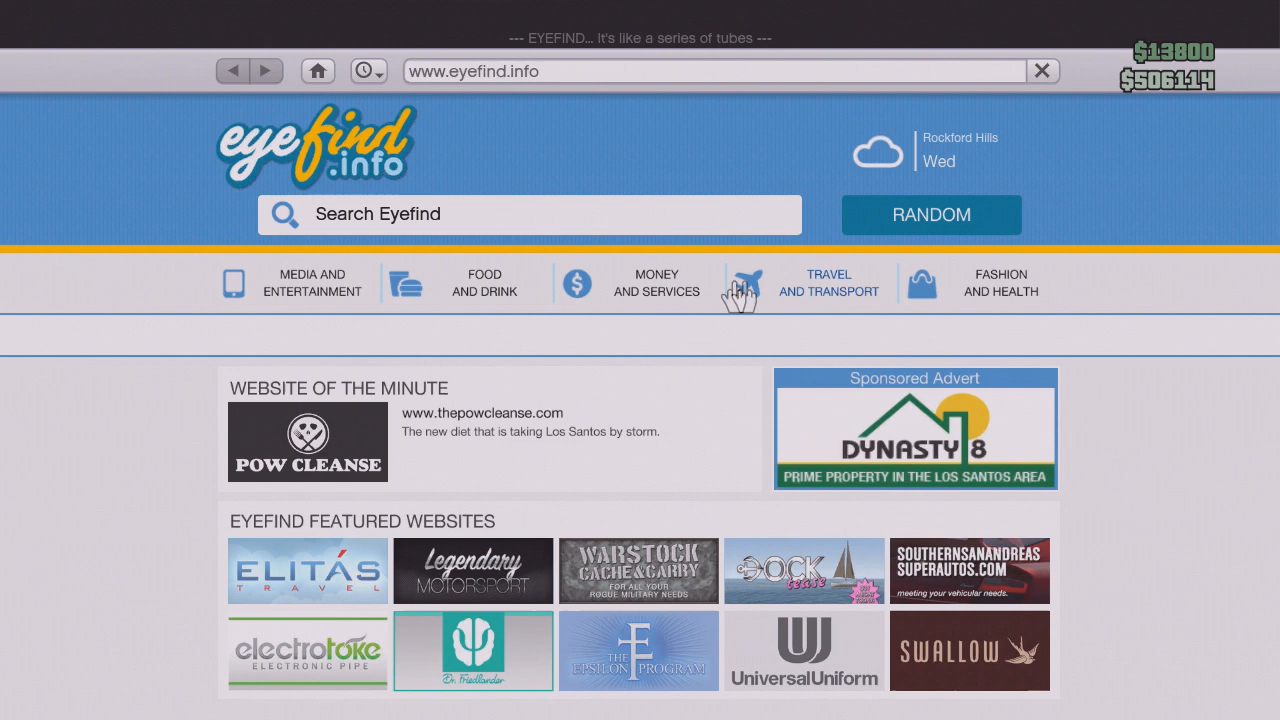 --- EYEFIND... It's like a series of tubes ---
$13800
www.eyefind.info
$506114
eyefind
.info
Rockford Hills
Wed
Search Eyefind
RANDOM
MEDIA AND
ENTERTAINMENT
FOOD
AND DRINK
MONEY
AND SERVICES
TRAVEL
AND TRANSPORT
FASHION
AND HEALTH
WEBSITE OF THE MINUTE
POW CLEANSE
www.thepowcleanse.com
The new diet that is taking Los Santos by storm.
Sponsored Advert
DYNASTY 8
PRIME PROPERTY IN THE LOS SANTOS AREA
EYEFIND FEATURED WEBSITES
ELITÁS
TRAVEL
Legendary
MOTORSPORT
WARSTOCK
CACHE & CARRY
FOR ALL YOUR
ROGUE MILITARY NEEDS
DOCK
tease
SOUTHERNSANANDREAS
SUPERAUTOS.COM
meeting your vehicular needs.
electrotoke
ELECTRONIC PIPE
Dr. Friedlander
THE
EPSILON PROGRAM
UniversalUniform
SWALLOW